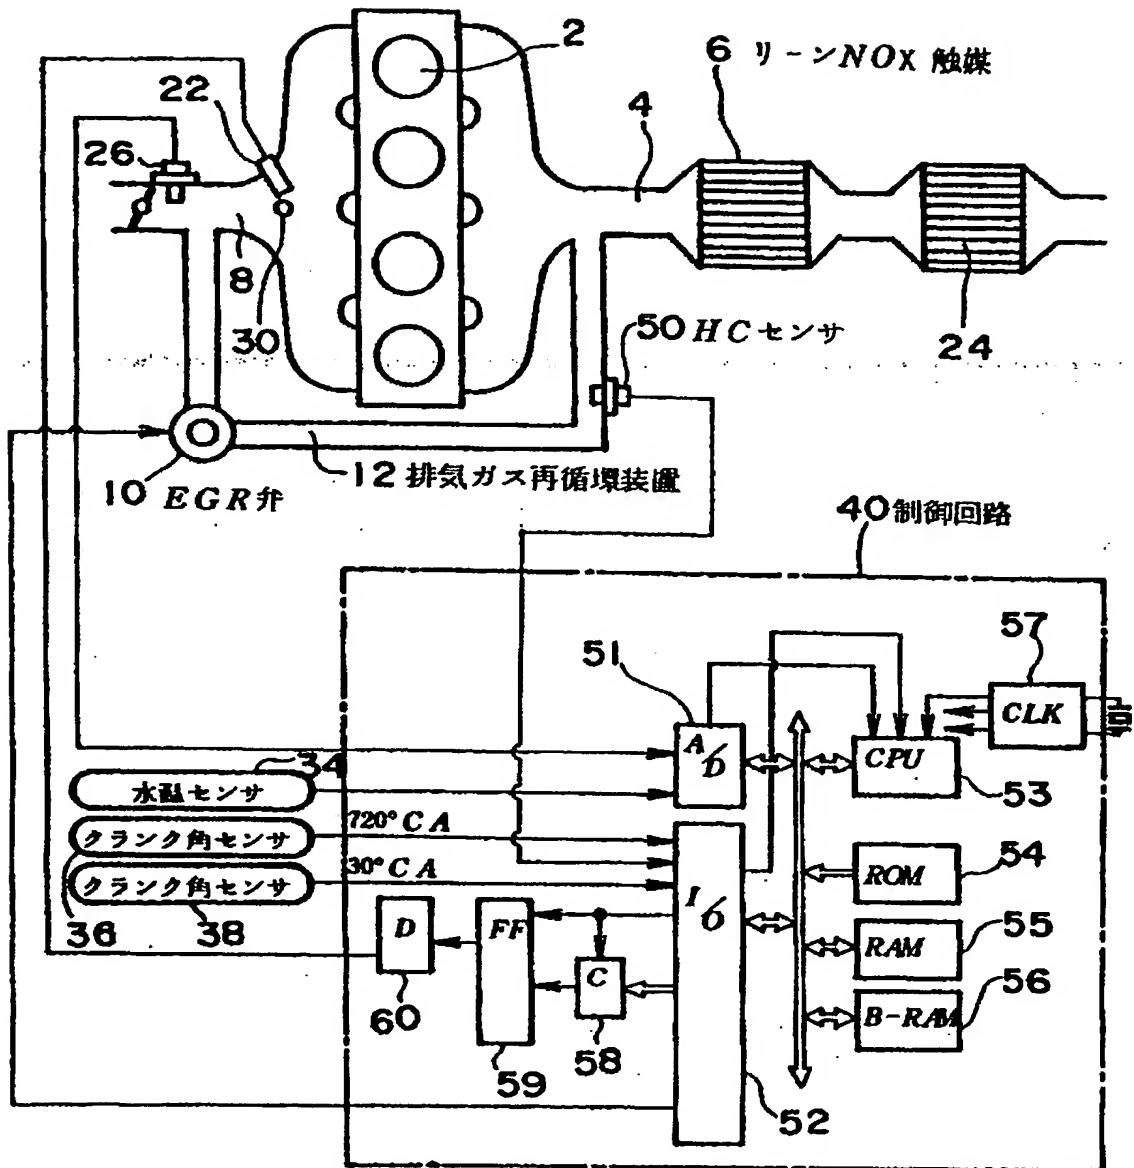 2
6 リーンNOX 触媒
22
4
26
8
30
50 HCセンサ
24
10 EGR弁
12 排気ガス再循環装置
40 制御回路
57
51
CLK
A/D
CPU
34
水温センサ
53
720°CA
クランク角センサ
54
30°CA
ROM
クランク角センサ
I/O
36
38
D
FF
55
RAM
C
56
B-RAM
60
58
59
52